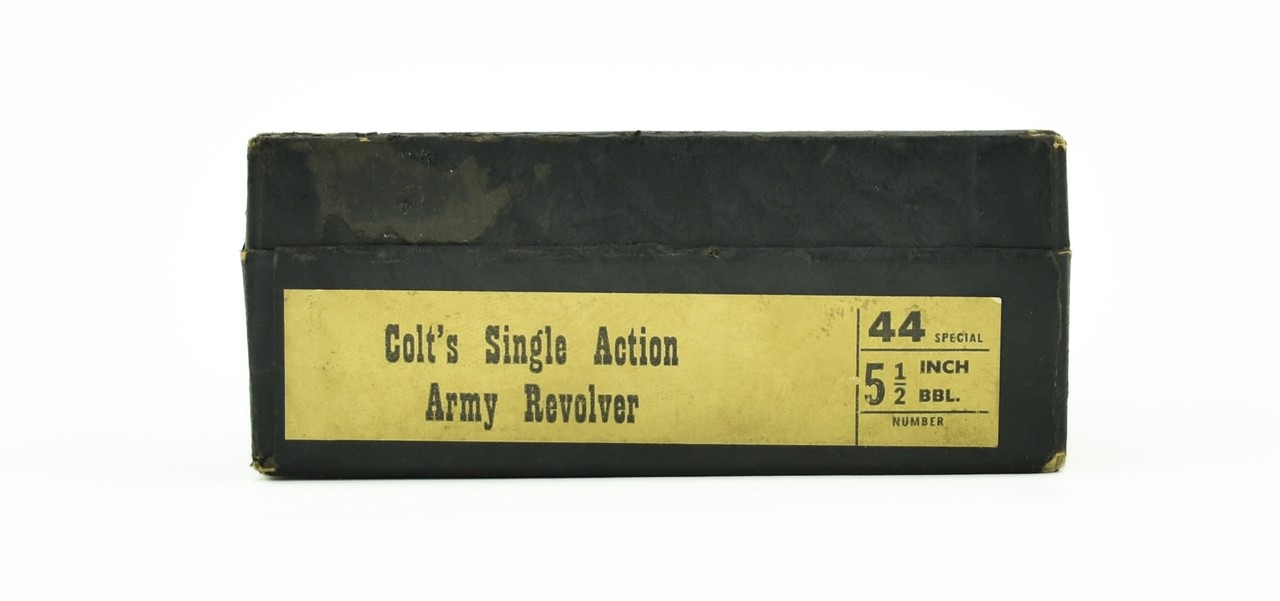 Colt's Single Action
Army Revolver
44 SPECIAL
5 1/2 INCH
BBL.
NUMBER